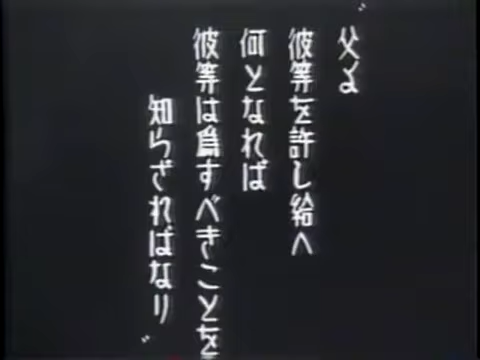 〝父よ
彼等を許し給へ
何となれば
彼等は為すべきことを
知らざればなり〟